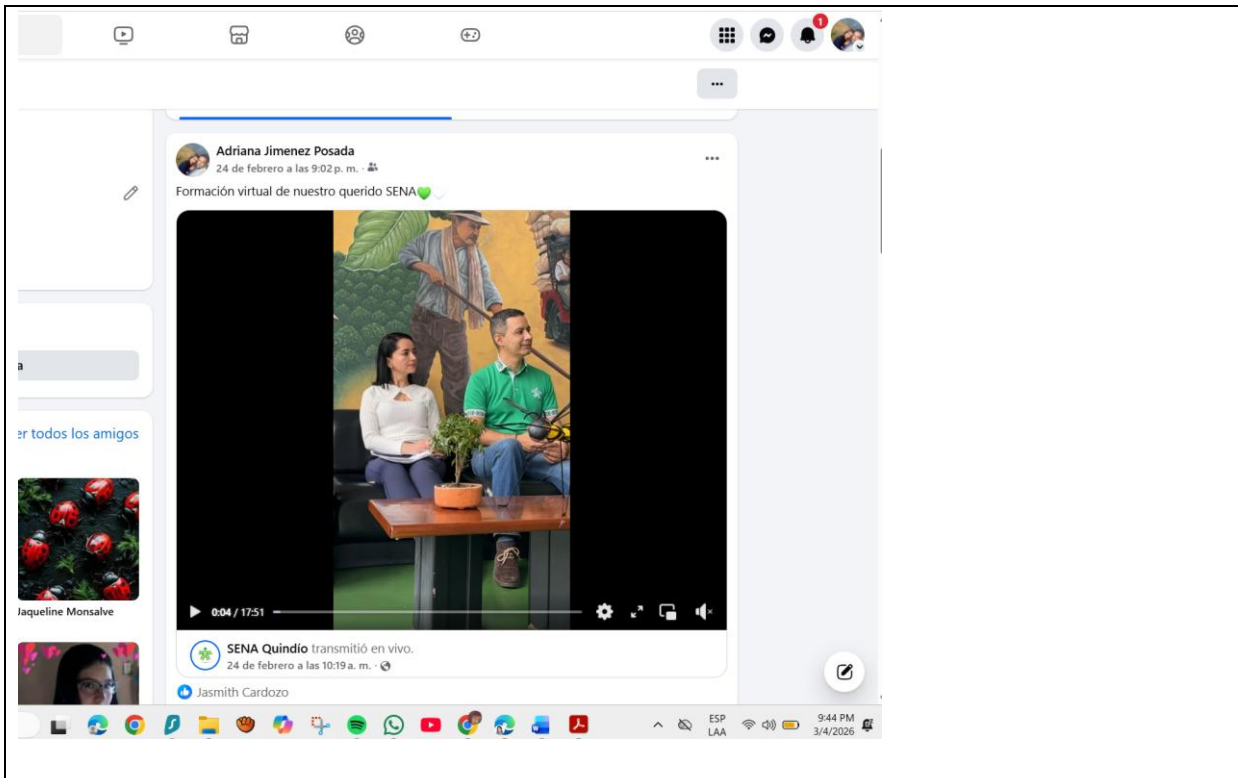 1
Adriana Jimenez Posada
24 de febrero a las 9:02 p. m. ·
Formación virtual de nuestro querido SENA
a
er todos los amigos
Jaqueline Monsalve
0:04 / 17:51
SENA Quindío transmitió en vivo.
24 de febrero a las 10:19 a. m. ·
Jasmith Cardozo
ESP
LAA
9:44 PM
3/4/2026